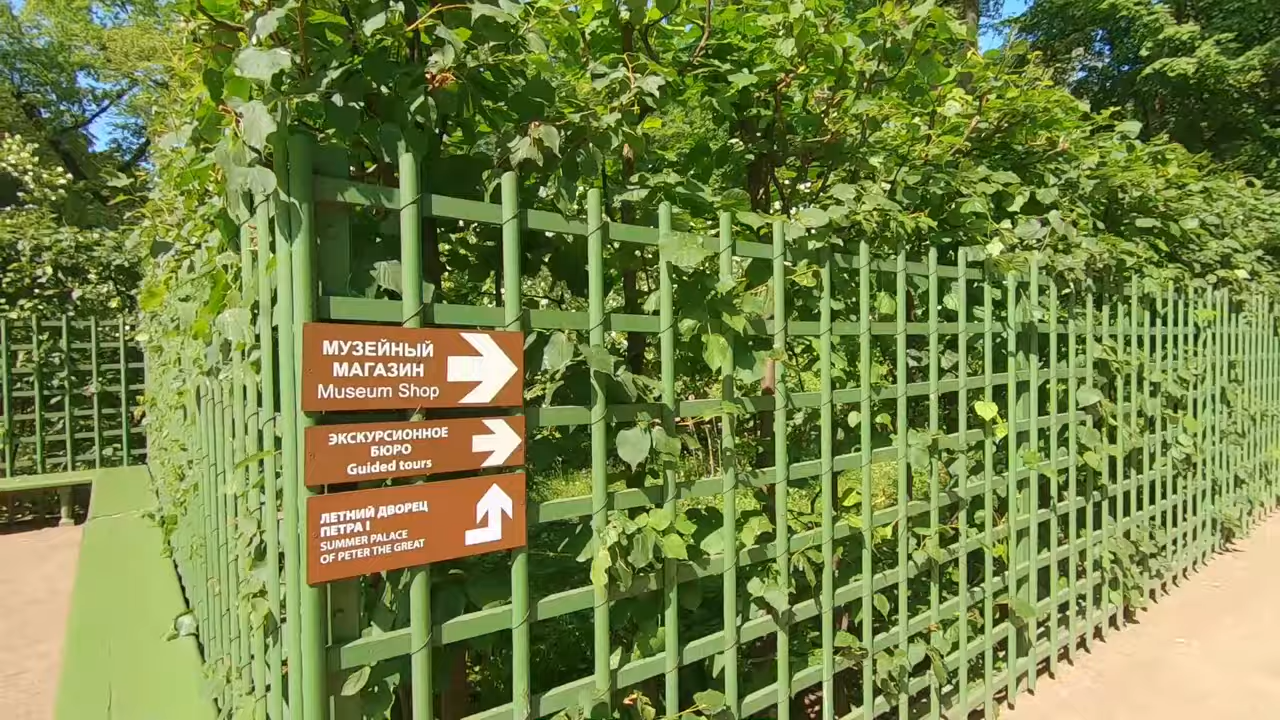 МУЗЕЙНЫЙ
МАГАЗИН
Museum Shop
ЭКСКУРСИОННОЕ
БЮРО
Guided tours
ЛЕТНИЙ ДВОРЕЦ
ПЕТРА I
SUMMER PALACE
OF PETER THE GREAT